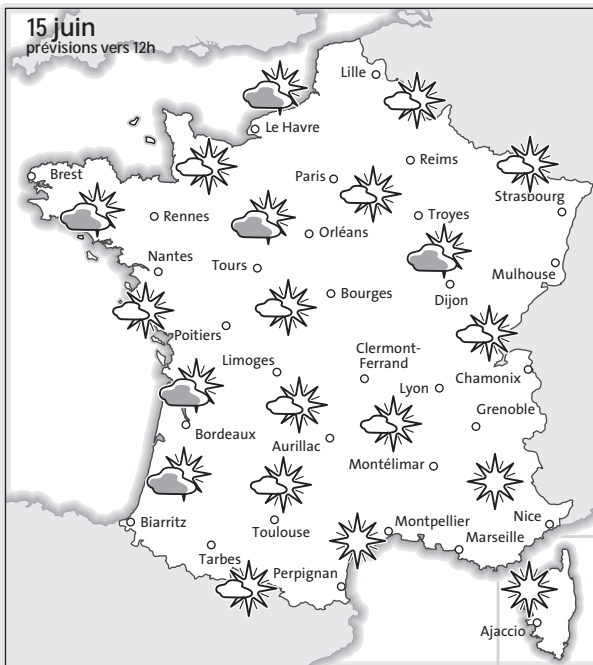 15 juin
prévisions vers 12h
Lille
Le Havre
Reims
Brest
Paris
Strasbourg
Rennes
Troyes
Orléans
Nantes
Tours
Mulhouse
Bourges
Dijon
Poitiers
Clermont-
Ferrand
Limoges
Chamonix
Lyon
Grenoble
Bordeaux
Aurillac
Montélimar
Biarritz
Toulouse
Montpellier
Nice
Marseille
Tarbes
Perpignan
Ajaccio